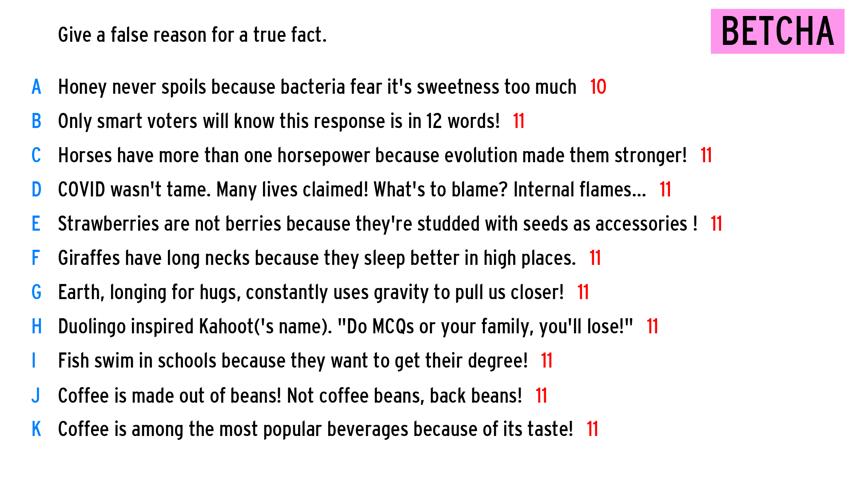 Give a false reason for a true fact.
BETCHA
A Honey never spoils because bacteria fear it's sweetness too much 10
B Only smart voters will know this response is in 12 words! 11
C Horses have more than one horsepower because evolution made them stronger! 11
D COVID wasn't tame. Many lives claimed! What's to blame? Internal flames... 11
E Strawberries are not berries because they're studded with seeds as accessories ! 11
F Giraffes have long necks because they sleep better in high places. 11
G Earth, longing for hugs, constantly uses gravity to pull us closer! 11
H Duolingo inspired Kahoot('s name). "Do MCQs or your family, you'll lose!" 11
I Fish swim in schools because they want to get their degree! 11
J Coffee is made out of beans! Not coffee beans, back beans! 11
K Coffee is among the most popular beverages because of its taste! 11